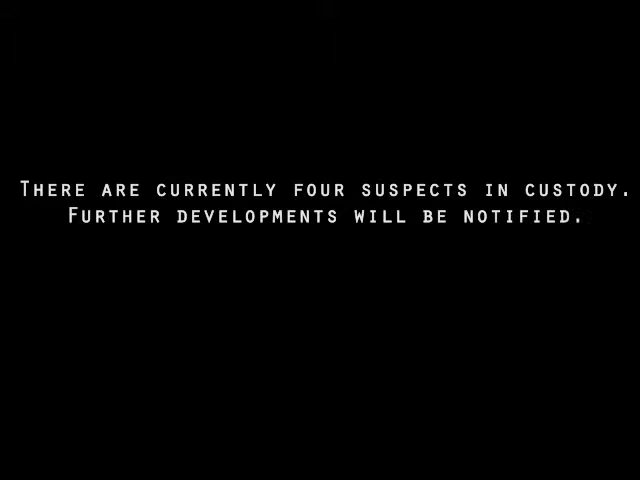 There are currently four suspects in custody.
Further developments will be notified.